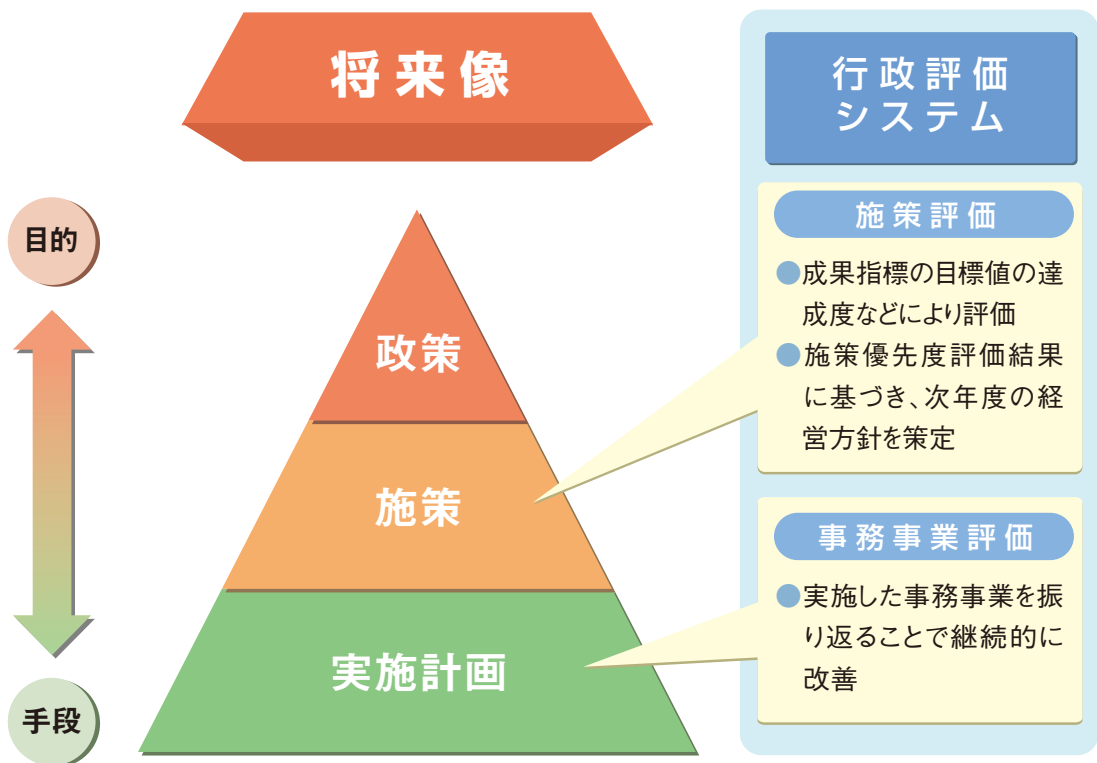 将来像
目的
政策
施策
実施計画
手段
行政評価
システム
施策評価
●成果指標の目標値の達
成度などにより評価
●施策優先度評価結果
に基づき、次年度の経
営方針を策定
事務事業評価
●実施した事務事業を振
り返ることで継続的に
改善